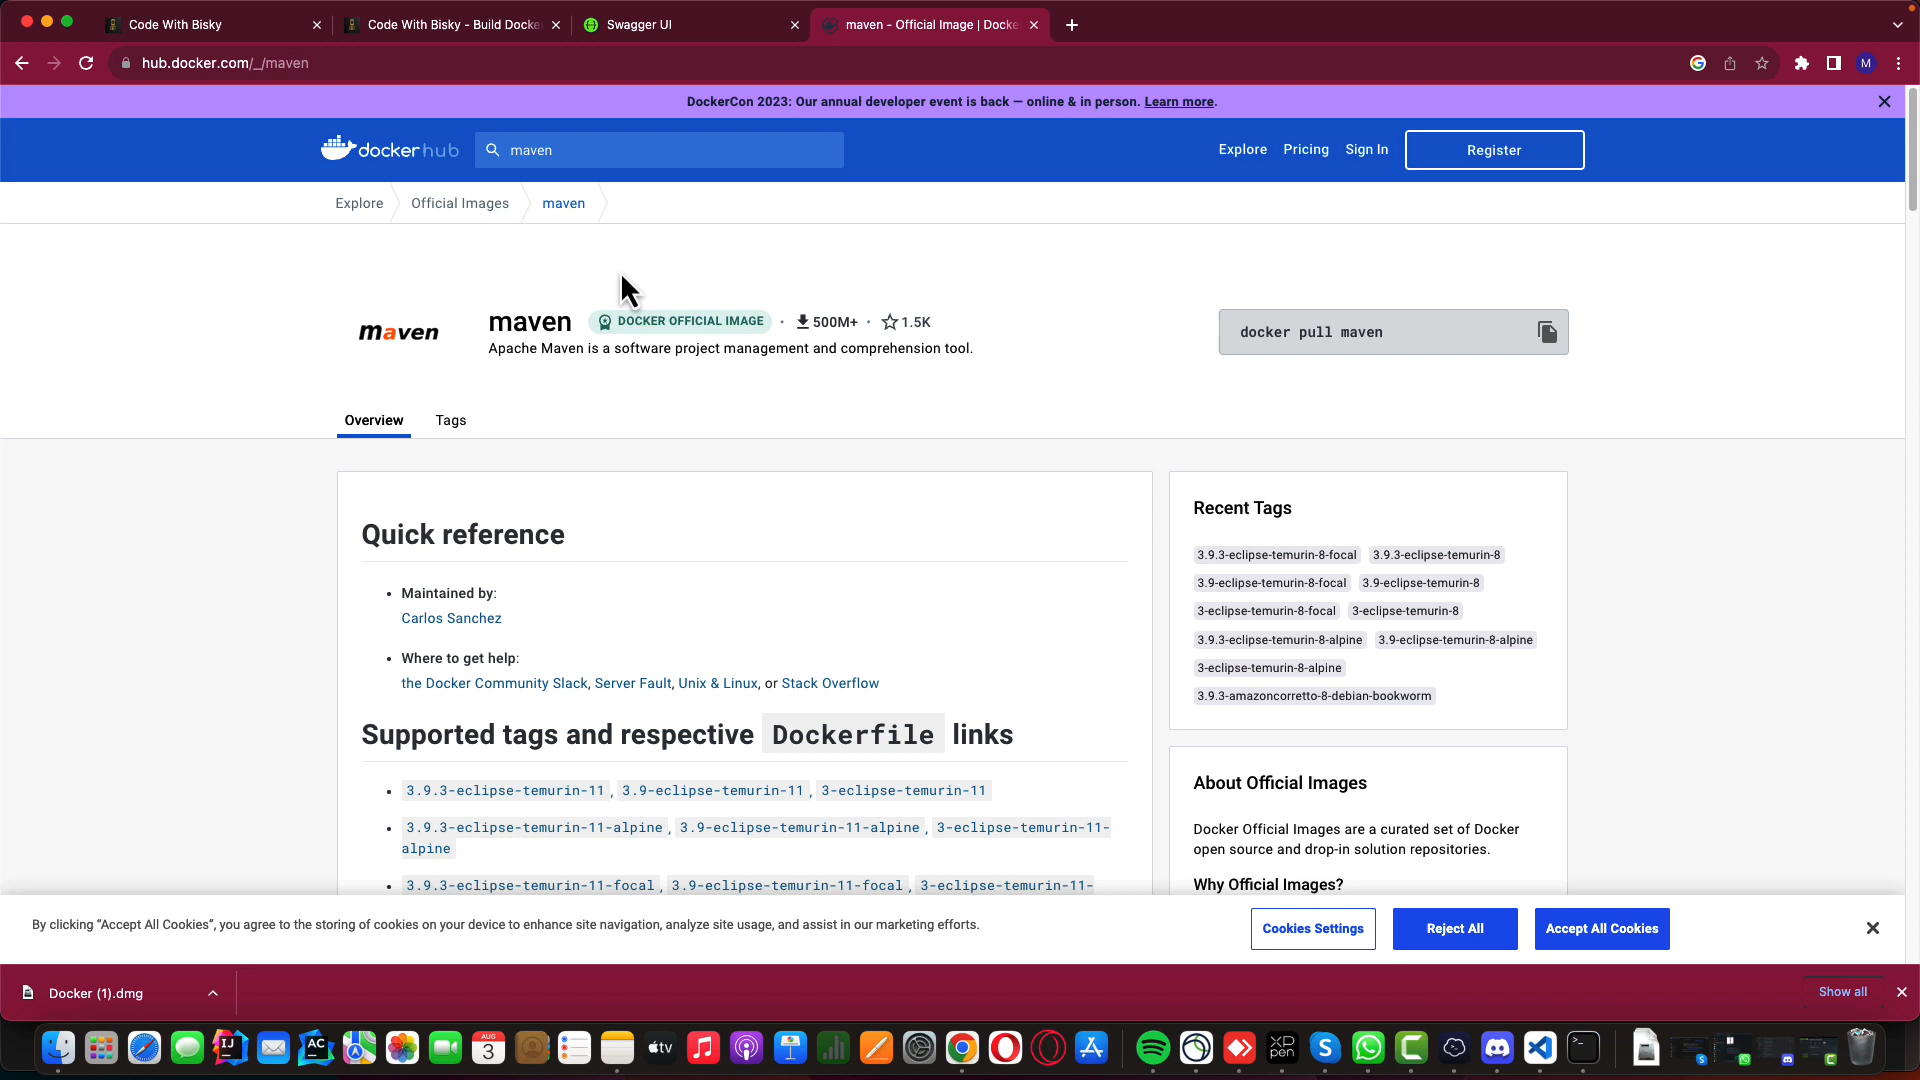 Code With Bisky
Code With Bisky - Build Docke
Swagger UI
maven - Official Image | Docke
hub.docker.com/_/maven
M
DockerCon 2023: Our annual developer event is back — online & in person. Learn more.
dockerhub
maven
Explore
Pricing
Sign In
Register
Explore
Official Images
maven
maven
maven
DOCKER OFFICIAL IMAGE
500M+
1.5K
Apache Maven is a software project management and comprehension tool.
docker pull maven
Overview
Tags
Quick reference
Maintained by:
Carlos Sanchez
Where to get help:
the Docker Community Slack, Server Fault, Unix & Linux, or Stack Overflow
Supported tags and respective Dockerfile links
3.9.3-eclipse-temurin-11, 3.9-eclipse-temurin-11, 3-eclipse-temurin-11
3.9.3-eclipse-temurin-11-alpine, 3.9-eclipse-temurin-11-alpine, 3-eclipse-temurin-11-
alpine
3.9.3-eclipse-temurin-11-focal, 3.9-eclipse-temurin-11-focal, 3-eclipse-temurin-11-
Recent Tags
3.9.3-eclipse-temurin-8-focal 3.9.3-eclipse-temurin-8
3.9-eclipse-temurin-8-focal 3.9-eclipse-temurin-8
3-eclipse-temurin-8-focal 3-eclipse-temurin-8
3.9.3-eclipse-temurin-8-alpine 3.9-eclipse-temurin-8-alpine
3-eclipse-temurin-8-alpine
3.9.3-amazoncorretto-8-debian-bookworm
About Official Images
Docker Official Images are a curated set of Docker
open source and drop-in solution repositories.
Why Official Images?
By clicking “Accept All Cookies”, you agree to the storing of cookies on your device to enhance site navigation, analyze site usage, and assist in our marketing efforts.
Cookies Settings
Reject All
Accept All Cookies
Docker (1).dmg
Show all
IJ
AC
AUG
3
tv
XP
pen